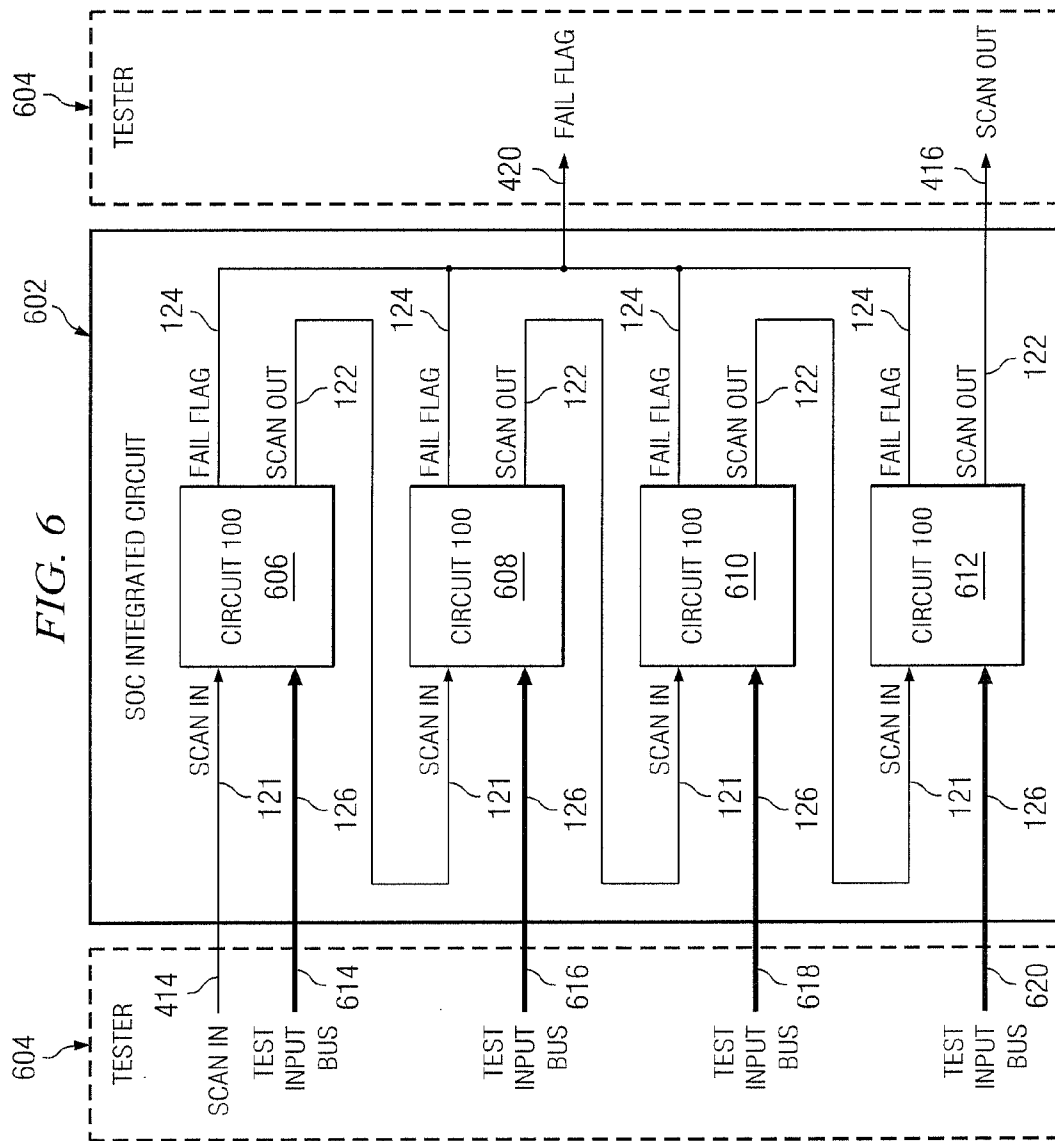 FIG. 6
604
TESTER
SCAN IN
414
TEST
INPUT
BUS
614
TEST
INPUT
BUS
616
TEST
INPUT
BUS
618
TEST
INPUT
BUS
620
602
SOC INTEGRATED CIRCUIT
SCAN IN
121
126
CIRCUIT 100
606
FAIL FLAG
124
SCAN OUT
122
SCAN IN
121
126
CIRCUIT 100
608
FAIL FLAG
124
SCAN OUT
122
SCAN IN
121
126
CIRCUIT 100
610
FAIL FLAG
124
SCAN OUT
122
SCAN IN
121
126
CIRCUIT 100
612
FAIL FLAG
124
SCAN OUT
122
604
TESTER
420
FAIL FLAG
416
SCAN OUT